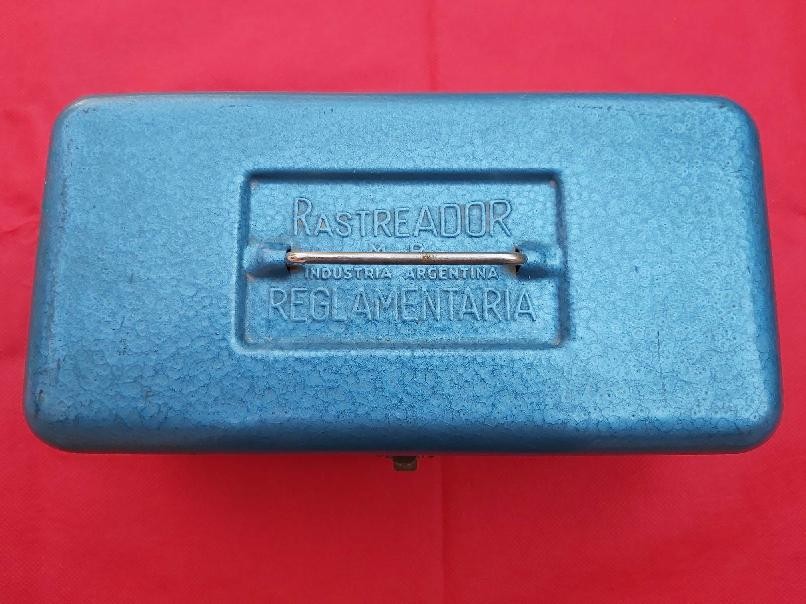 RASTREADOR
M. R.
INDUSTRIA ARGENTINA
REGLAMENTARIA